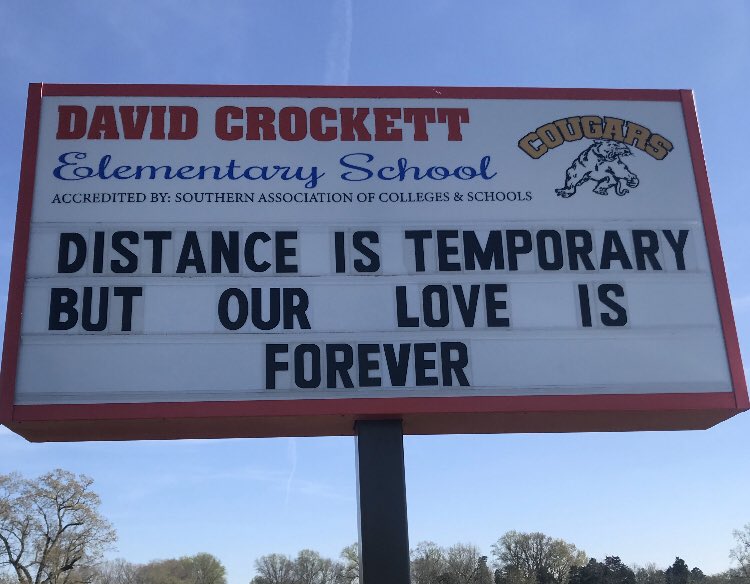 DAVID CROCKETT
COUGARS
Elementary School
ACCREDITED BY: SOUTHERN ASSOCIATION OF COLLEGES & SCHOOLS
DISTANCE IS TEMPORARY
BUT OUR LOVE IS
FOREVER